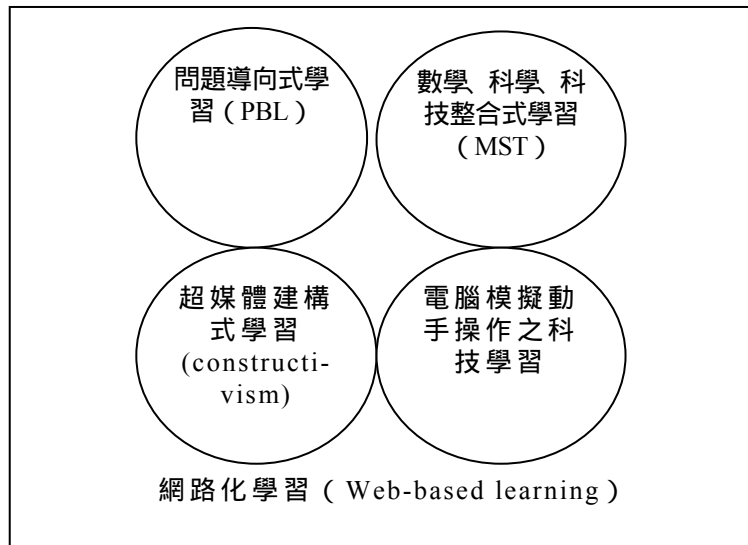 問題導向式學
習（PBL）
數學、科學、科
技整合式學習
（MST）
超媒體建構
式學習
(constructi-
vism)
電腦模擬動
手操作之科
技學習
網路化學習（Web-based learning）